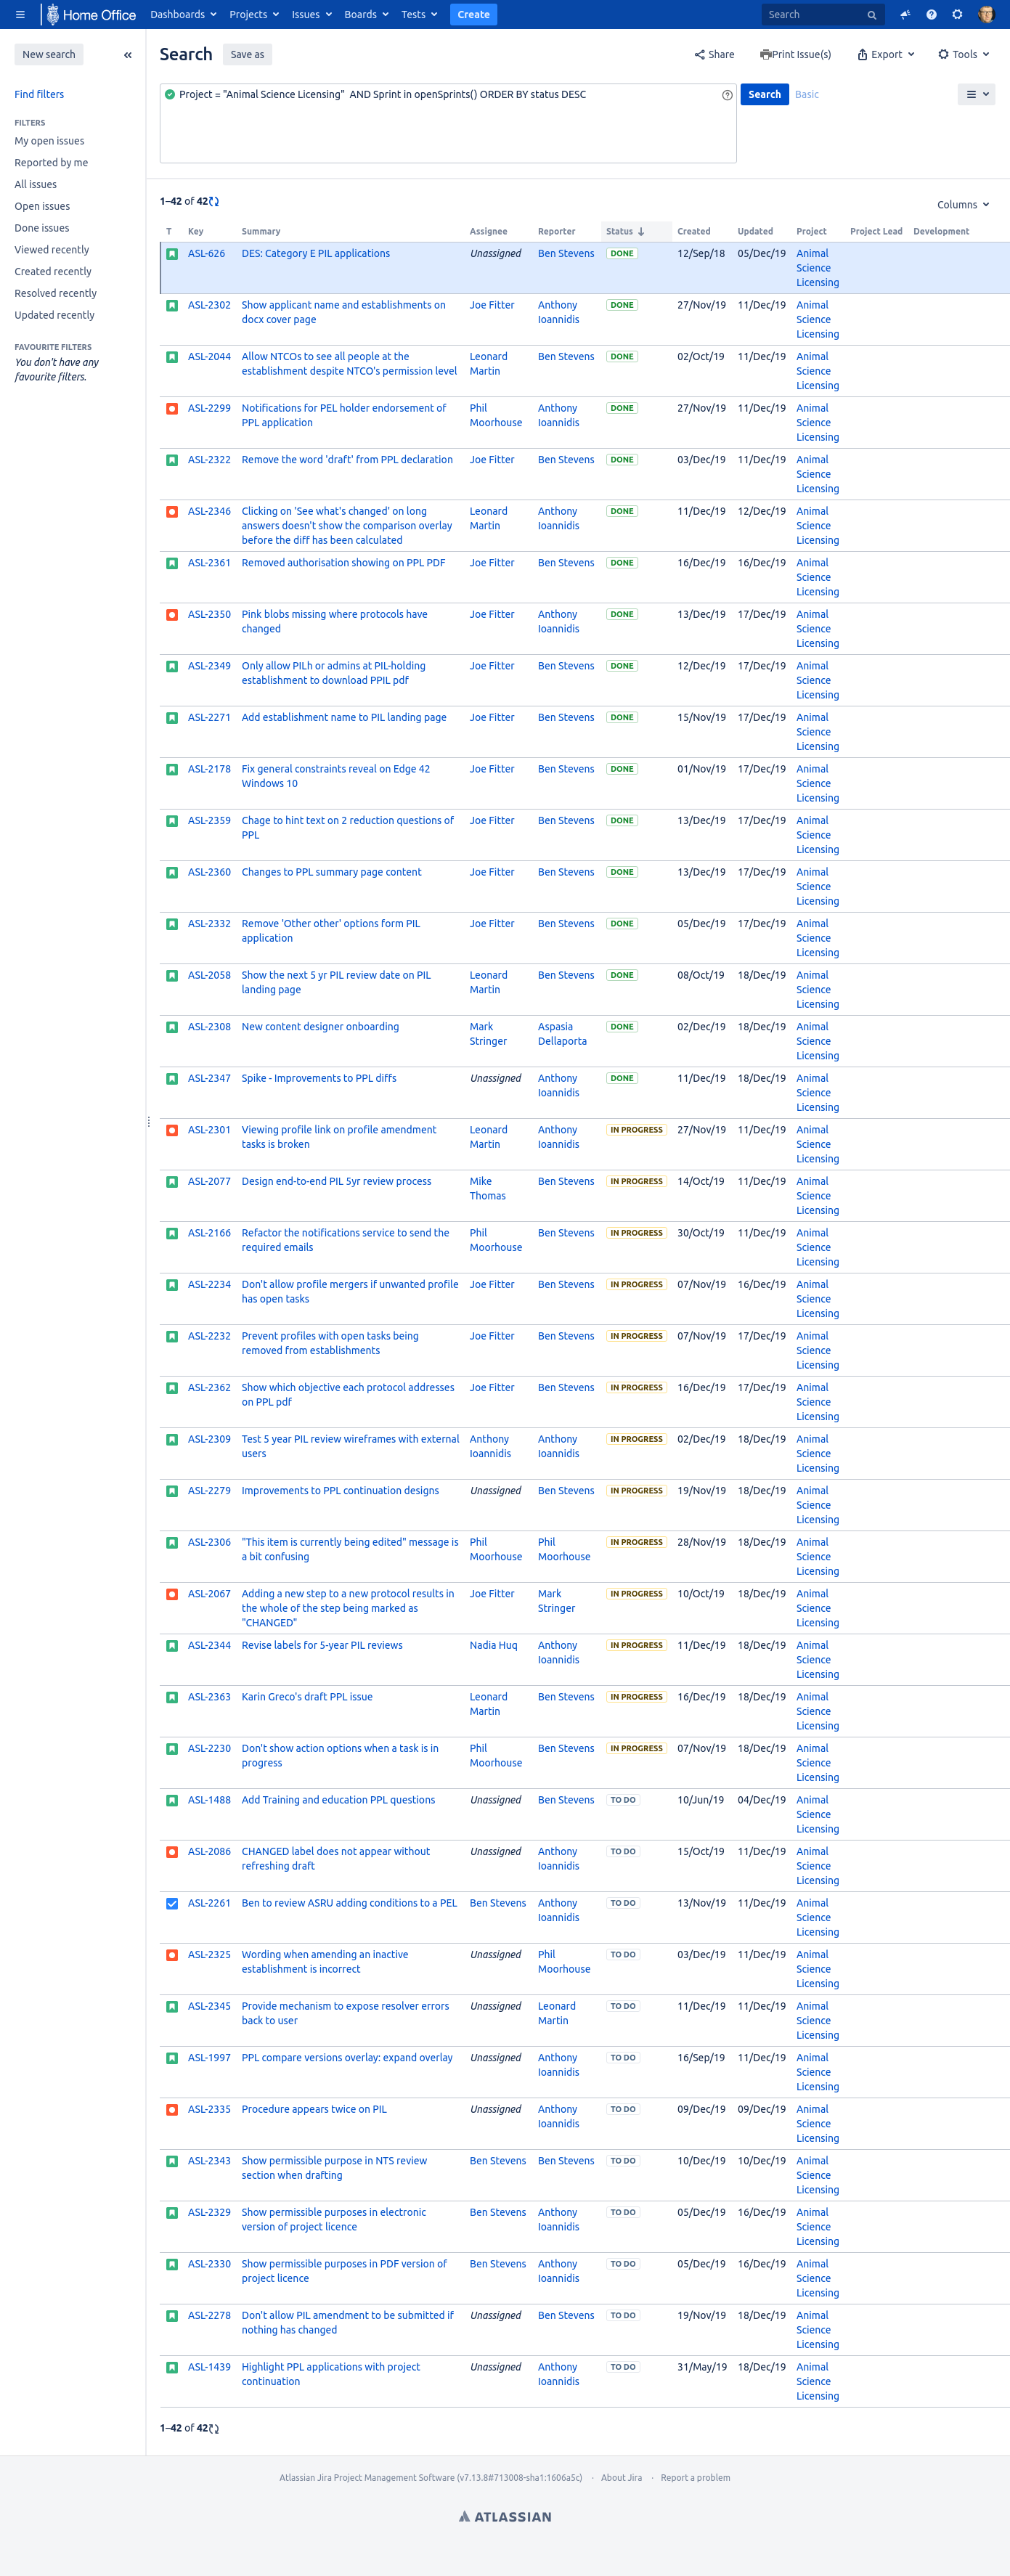 Home Office Dashboards Projects Issues Boards Tests Create Search
New search
Find filters
FILTERS
My open issues
Reported by me
All issues
Open issues
Done issues
Viewed recently
Created recently
Resolved recently
Updated recently
FAVOURITE FILTERS
You don't have any
favourite filters.
Search Save as Share Print Issue(s) Export Tools
Project = "Animal Science Licensing" AND Sprint in openSprints() ORDER BY status DESC Search Basic
1–42 of 42 Columns
T Key Summary Assignee Reporter Status Created Updated Project Project Lead Development
ASL-626 DES: Category E PIL applications Unassigned Ben Stevens DONE 12/Sep/18 05/Dec/19 Animal
Science
Licensing
ASL-2302 Show applicant name and establishments on Joe Fitter Anthony DONE 27/Nov/19 11/Dec/19 Animal
docx cover page Ioannidis Science
Licensing
ASL-2044 Allow NTCOs to see all people at the Leonard Ben Stevens DONE 02/Oct/19 11/Dec/19 Animal
establishment despite NTCO's permission level Martin Science
Licensing
ASL-2299 Notifications for PEL holder endorsement of Phil Anthony DONE 27/Nov/19 11/Dec/19 Animal
PPL application Moorhouse Ioannidis Science
Licensing
ASL-2322 Remove the word 'draft' from PPL declaration Joe Fitter Ben Stevens DONE 03/Dec/19 11/Dec/19 Animal
Science
Licensing
ASL-2346 Clicking on 'See what's changed' on long Leonard Anthony DONE 11/Dec/19 12/Dec/19 Animal
answers doesn't show the comparison overlay Martin Ioannidis Science
before the diff has been calculated Licensing
ASL-2361 Removed authorisation showing on PPL PDF Joe Fitter Ben Stevens DONE 16/Dec/19 16/Dec/19 Animal
Science
Licensing
ASL-2350 Pink blobs missing where protocols have Joe Fitter Anthony DONE 13/Dec/19 17/Dec/19 Animal
changed Ioannidis Science
Licensing
ASL-2349 Only allow PILh or admins at PIL-holding Joe Fitter Ben Stevens DONE 12/Dec/19 17/Dec/19 Animal
establishment to download PPIL pdf Science
Licensing
ASL-2271 Add establishment name to PIL landing page Joe Fitter Ben Stevens DONE 15/Nov/19 17/Dec/19 Animal
Science
Licensing
ASL-2178 Fix general constraints reveal on Edge 42 Joe Fitter Ben Stevens DONE 01/Nov/19 17/Dec/19 Animal
Windows 10 Science
Licensing
ASL-2359 Chage to hint text on 2 reduction questions of Joe Fitter Ben Stevens DONE 13/Dec/19 17/Dec/19 Animal
PPL Science
Licensing
ASL-2360 Changes to PPL summary page content Joe Fitter Ben Stevens DONE 13/Dec/19 17/Dec/19 Animal
Science
Licensing
ASL-2332 Remove 'Other other' options form PIL Joe Fitter Ben Stevens DONE 05/Dec/19 17/Dec/19 Animal
application Science
Licensing
ASL-2058 Show the next 5 yr PIL review date on PIL Leonard Ben Stevens DONE 08/Oct/19 18/Dec/19 Animal
landing page Martin Science
Licensing
ASL-2308 New content designer onboarding Mark Aspasia DONE 02/Dec/19 18/Dec/19 Animal
Stringer Dellaporta Science
Licensing
ASL-2347 Spike - Improvements to PPL diffs Unassigned Anthony DONE 11/Dec/19 18/Dec/19 Animal
Ioannidis Science
Licensing
ASL-2301 Viewing profile link on profile amendment Leonard Anthony IN PROGRESS 27/Nov/19 11/Dec/19 Animal
tasks is broken Martin Ioannidis Science
Licensing
ASL-2077 Design end-to-end PIL 5yr review process Mike Ben Stevens IN PROGRESS 14/Oct/19 11/Dec/19 Animal
Thomas Science
Licensing
ASL-2166 Refactor the notifications service to send the Phil Ben Stevens IN PROGRESS 30/Oct/19 11/Dec/19 Animal
required emails Moorhouse Science
Licensing
ASL-2234 Don't allow profile mergers if unwanted profile Joe Fitter Ben Stevens IN PROGRESS 07/Nov/19 16/Dec/19 Animal
has open tasks Science
Licensing
ASL-2232 Prevent profiles with open tasks being Joe Fitter Ben Stevens IN PROGRESS 07/Nov/19 17/Dec/19 Animal
removed from establishments Science
Licensing
ASL-2362 Show which objective each protocol addresses Joe Fitter Ben Stevens IN PROGRESS 16/Dec/19 17/Dec/19 Animal
on PPL pdf Science
Licensing
ASL-2309 Test 5 year PIL review wireframes with external Anthony Anthony IN PROGRESS 02/Dec/19 18/Dec/19 Animal
users Ioannidis Ioannidis Science
Licensing
ASL-2279 Improvements to PPL continuation designs Unassigned Ben Stevens IN PROGRESS 19/Nov/19 18/Dec/19 Animal
Science
Licensing
ASL-2306 "This item is currently being edited" message is Phil Phil IN PROGRESS 28/Nov/19 18/Dec/19 Animal
a bit confusing Moorhouse Moorhouse Science
Licensing
ASL-2067 Adding a new step to a new protocol results in Joe Fitter Mark IN PROGRESS 10/Oct/19 18/Dec/19 Animal
the whole of the step being marked as Stringer Science
"CHANGED" Licensing
ASL-2344 Revise labels for 5-year PIL reviews Nadia Huq Anthony IN PROGRESS 11/Dec/19 18/Dec/19 Animal
Ioannidis Science
Licensing
ASL-2363 Karin Greco's draft PPL issue Leonard Ben Stevens IN PROGRESS 16/Dec/19 18/Dec/19 Animal
Martin Science
Licensing
ASL-2230 Don't show action options when a task is in Phil Ben Stevens IN PROGRESS 07/Nov/19 18/Dec/19 Animal
progress Moorhouse Science
Licensing
ASL-1488 Add Training and education PPL questions Unassigned Ben Stevens TO DO 10/Jun/19 04/Dec/19 Animal
Science
Licensing
ASL-2086 CHANGED label does not appear without Unassigned Anthony TO DO 15/Oct/19 11/Dec/19 Animal
refreshing draft Ioannidis Science
Licensing
ASL-2261 Ben to review ASRU adding conditions to a PEL Ben Stevens Anthony TO DO 13/Nov/19 11/Dec/19 Animal
Ioannidis Science
Licensing
ASL-2325 Wording when amending an inactive Unassigned Phil TO DO 03/Dec/19 11/Dec/19 Animal
establishment is incorrect Moorhouse Science
Licensing
ASL-2345 Provide mechanism to expose resolver errors Unassigned Leonard TO DO 11/Dec/19 11/Dec/19 Animal
back to user Martin Science
Licensing
ASL-1997 PPL compare versions overlay: expand overlay Unassigned Anthony TO DO 16/Sep/19 11/Dec/19 Animal
Ioannidis Science
Licensing
ASL-2335 Procedure appears twice on PIL Unassigned Anthony TO DO 09/Dec/19 09/Dec/19 Animal
Ioannidis Science
Licensing
ASL-2343 Show permissible purpose in NTS review Ben Stevens Ben Stevens TO DO 10/Dec/19 10/Dec/19 Animal
section when drafting Science
Licensing
ASL-2329 Show permissible purposes in electronic Ben Stevens Anthony TO DO 05/Dec/19 16/Dec/19 Animal
version of project licence Ioannidis Science
Licensing
ASL-2330 Show permissible purposes in PDF version of Ben Stevens Anthony TO DO 05/Dec/19 16/Dec/19 Animal
project licence Ioannidis Science
Licensing
ASL-2278 Don't allow PIL amendment to be submitted if Unassigned Ben Stevens TO DO 19/Nov/19 18/Dec/19 Animal
nothing has changed Science
Licensing
ASL-1439 Highlight PPL applications with project Unassigned Anthony TO DO 31/May/19 18/Dec/19 Animal
continuation Ioannidis Science
Licensing
1–42 of 42
Atlassian Jira Project Management Software (v7.13.8#713008-sha1:1606a5c) · About Jira · Report a problem
ATLASSIAN